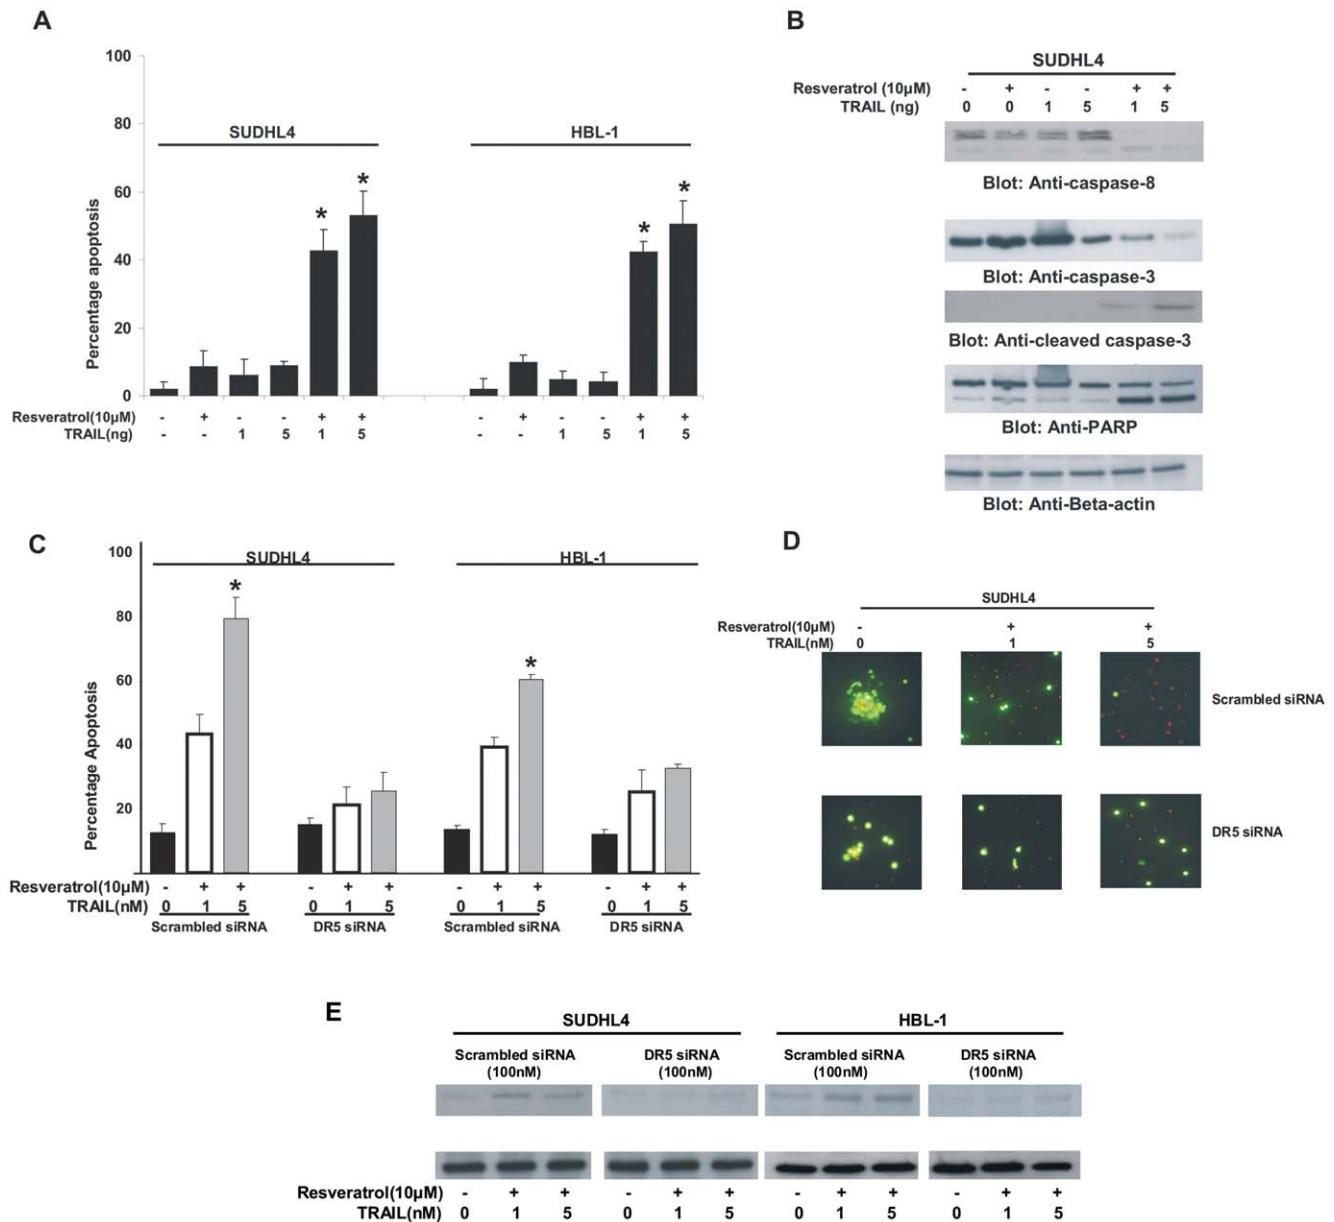 A
100
80
60
40
20
0
Percentage apoptosis
SUDHL4
HBL-1
* * * *
Resveratrol(10µM) - + - - + + - + - - + +
TRAIL(ng) - - 1 5 1 5 - - 1 5 1 5
B
SUDHL4
Resveratrol (10µM) - + - - + +
TRAIL (ng) 0 0 1 5 1 5
Blot: Anti-caspase-8
Blot: Anti-caspase-3
Blot: Anti-cleaved caspase-3
Blot: Anti-PARP
Blot: Anti-Beta-actin
C
100
80
60
40
20
Percentage Apoptosis
SUDHL4
HBL-1
* *
Resveratrol(10µM) - + + - + + - + + - + +
TRAIL(nM) 0 1 5 0 1 5 0 1 5 0 1 5
Scrambled siRNA DR5 siRNA Scrambled siRNA DR5 siRNA
D
SUDHL4
Resveratrol(10µM) - + +
TRAIL(nM) 0 1 5
Scrambled siRNA
DR5 siRNA
E
SUDHL4 HBL-1
Scrambled siRNA DR5 siRNA Scrambled siRNA DR5 siRNA
(100nM) (100nM) (100nM) (100nM)
Resveratrol(10µM) - + + - + + - + + - + +
TRAIL(nM) 0 1 5 0 1 5 0 1 5 0 1 5